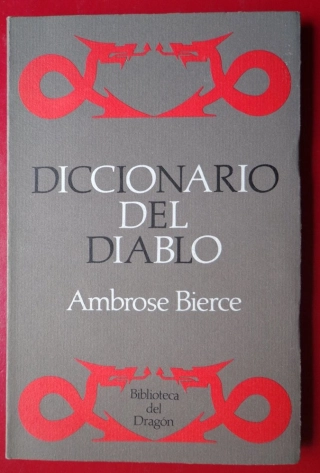 DICCIONARIO
DEL
DIABLO
Ambrose Bierce
Biblioteca
del
Dragón